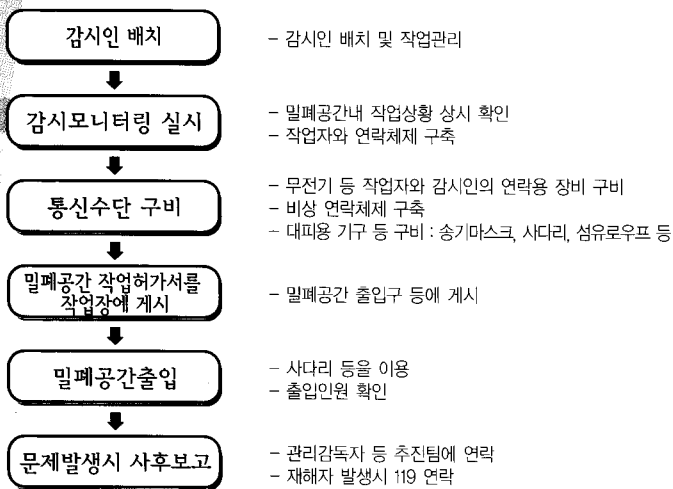 감시인 배치
- 감시인 배치 및 작업관리
감시모니터링 실시
- 밀폐공간내 작업상황 상시 확인
- 작업자와 연락체제 구축
통신수단 구비
- 무전기 등 작업자와 감시인의 연락용 장비 구비
- 비상 연락체제 구축
- 대피용 기구 등 구비 : 송기마스크, 사다리, 섬유로우프 등
밀폐공간 작업허가서를
작업장에 게시
- 밀폐공간 출입구 등에 게시
밀폐공간출입
- 사다리 등을 이용
- 출입인원 확인
문제발생시 사후보고
- 관리감독자 등 추진팀에 연락
- 재해자 발생시 119 연락